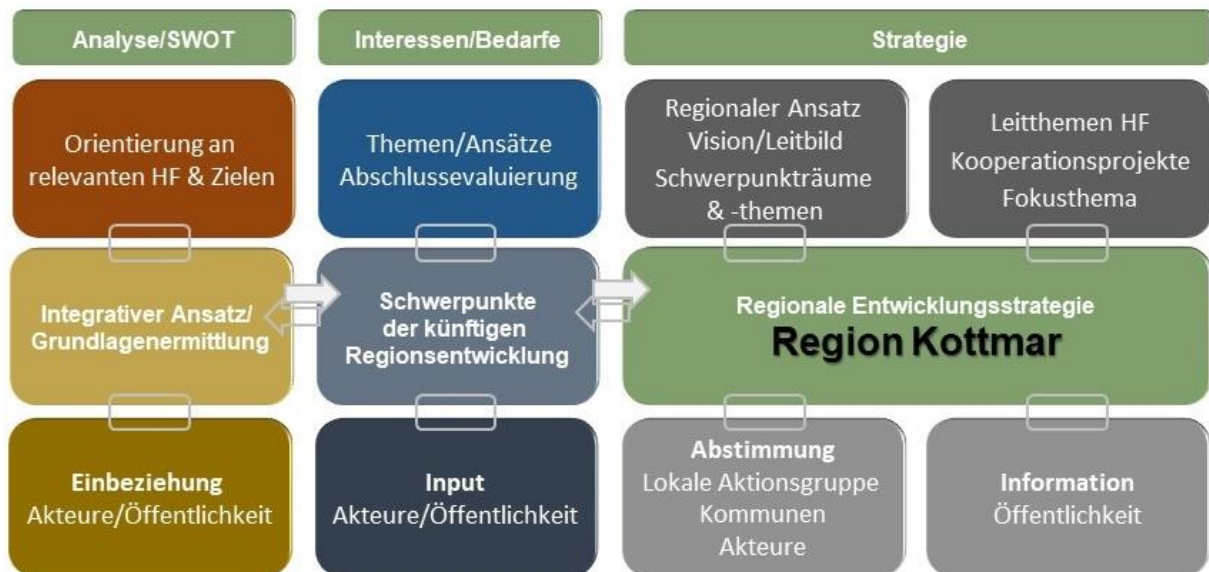 Analyse/SWOT
Interessen/Bedarfe
Strategie
Orientierung an
relevanten HF & Zielen
Themen/Ansätze
Abschlussevaluierung
Regionaler Ansatz
Vision/Leitbild
Schwerpunkträume
& -themen
Leitthemen HF
Kooperationsprojekte
Fokusthema
Integrativer Ansatz/
Grundlagenermittlung
Schwerpunkte
der künftigen
Regionsentwicklung
Regionale Entwicklungsstrategie
Region Kottmar
Einbeziehung
Akteure/Öffentlichkeit
Input
Akteure/Öffentlichkeit
Abstimmung
Lokale Aktionsgruppe
Kommunen
Akteure
Information
Öffentlichkeit